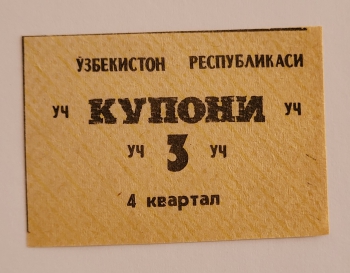 ЎЗБЕКИСТОН РЕСПУБЛИКАСИ
УЧ КУПОНИ УЧ
УЧ 3 УЧ
4 квартал